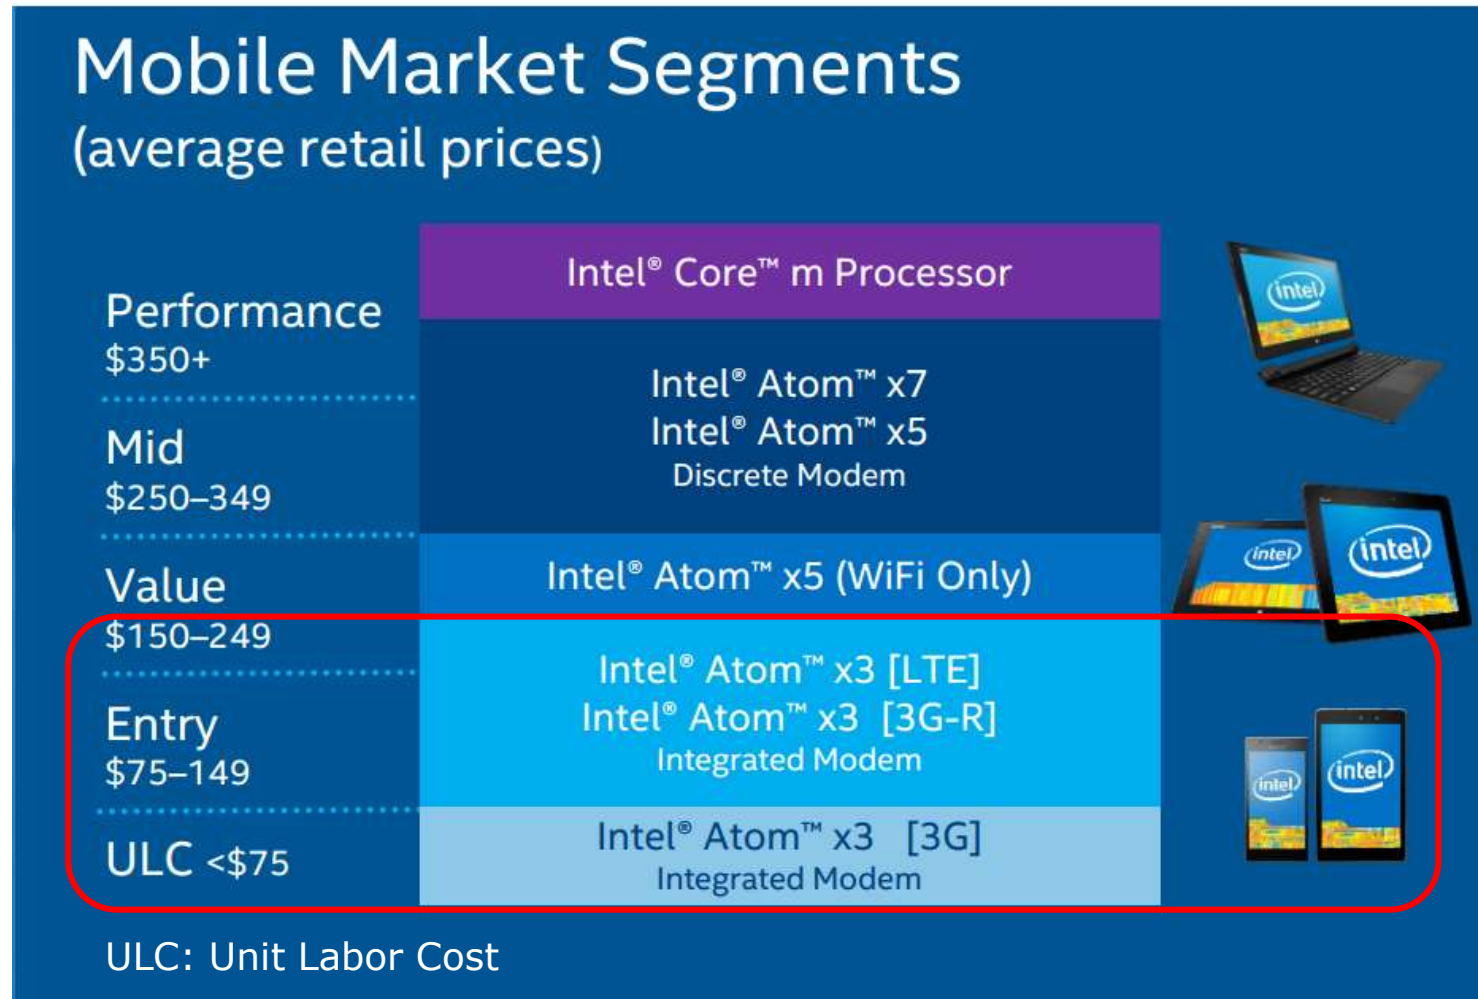 Mobile Market Segments
(average retail prices)
Intel® Core™ m Processor
Performance
$350+
Intel® Atom™ x7
Intel® Atom™ x5
Discrete Modem
Mid
$250–349
Intel® Atom™ x5 (WiFi Only)
Value
$150–249
Intel® Atom™ x3 [LTE]
Intel® Atom™ x3 [3G-R]
Integrated Modem
Entry
$75–149
Intel® Atom™ x3 [3G]
Integrated Modem
ULC <$75
ULC: Unit Labor Cost
intel
intel
intel
intel
intel